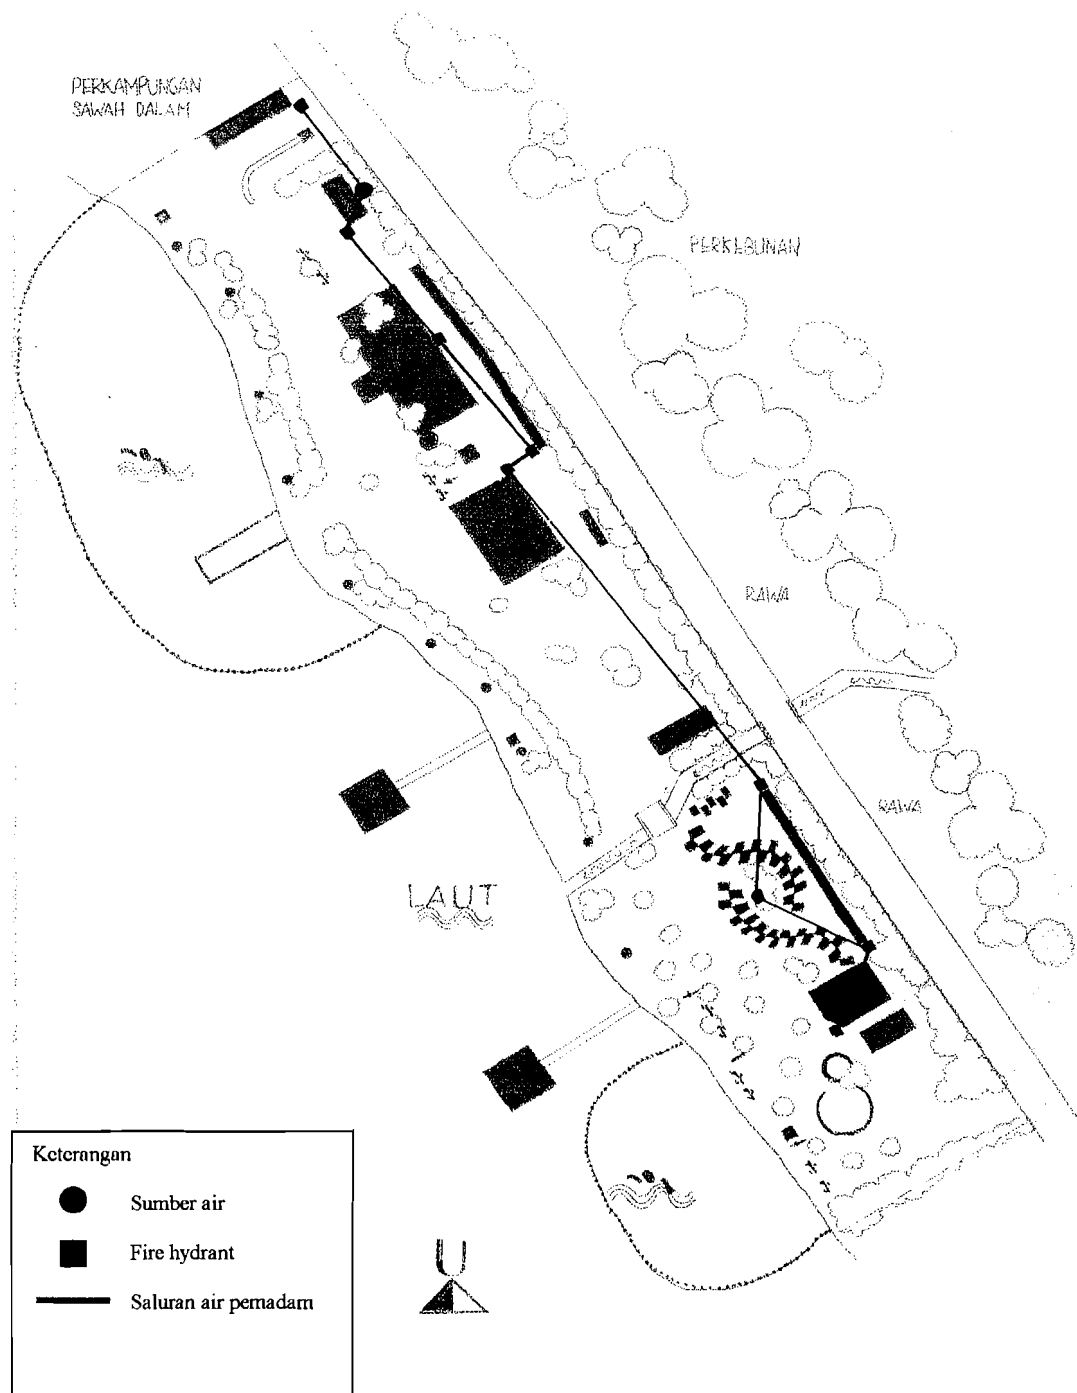 PERKAMPUNGAN
SAWAH DALAM
PERKEBUNAN
RAWA
RAWA
LAUT
Keterangan
Sumber air
Fire hydrant
Saluran air pemadam
U